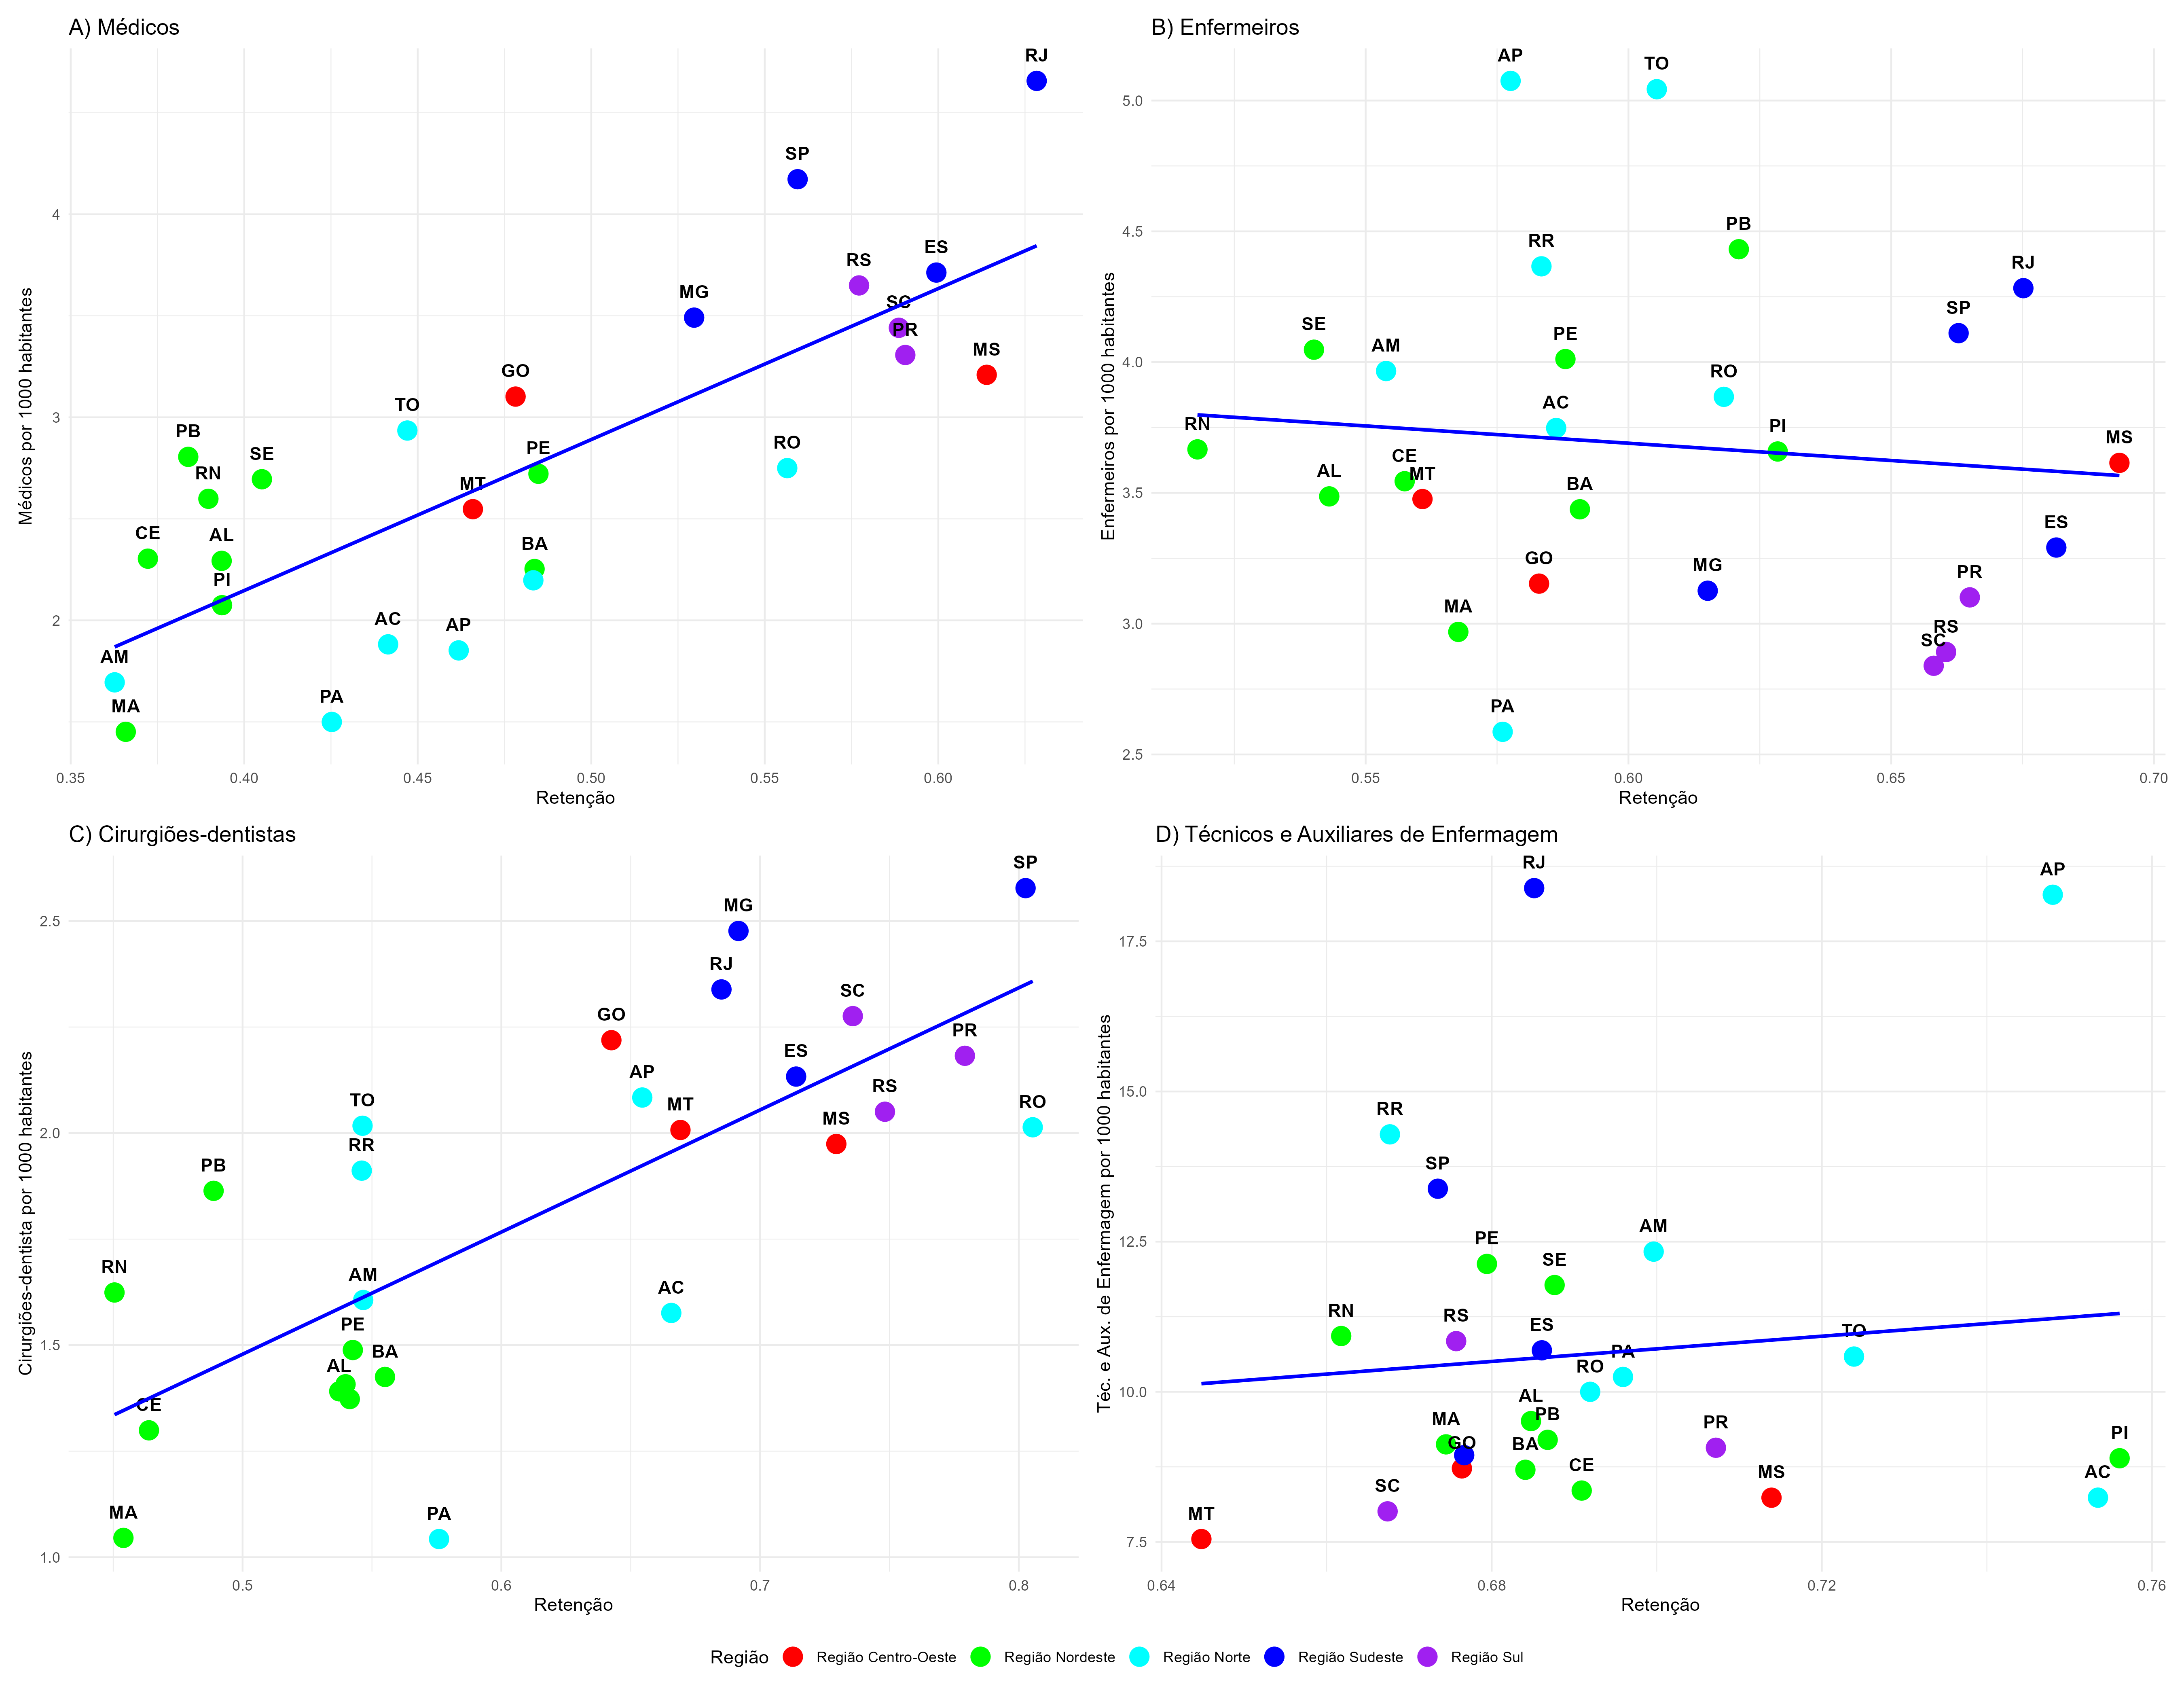 A) Médicos
RJ
SP
ES
RS
MG
SC
PR
MS
GO
TO
RO
PB
PE
SE
RN
MT
CE
AL
BA
PI
AC
AP
AM
PA
MA
4
3
2
0.35 0.40 0.45 0.50 0.55 0.60
Retenção
Médicos por 1000 habitantes
B) Enfermeiros
AP
TO
PB
RR
RJ
SP
SE
PE
AM
RO
AC
PI
RN
MS
CE
MT
AL
BA
ES
GO
MG
PR
MA
RS
SC
PA
5.0
4.5
4.0
3.5
3.0
2.5
0.55 0.60 0.65 0.70
Retenção
Enfermeiros por 1000 habitantes
C) Cirurgiões-dentistas
SP
MG
RJ
SC
GO
PR
ES
AP
RS
TO
MT
RO
MS
RR
PB
RN
AM
AC
PE
BA
AL
CE
MA
PA
2.5
2.0
1.5
1.0
0.5 0.6 0.7 0.8
Retenção
Cirurgiões-dentista por 1000 habitantes
D) Técnicos e Auxiliares de Enfermagem
RJ
AP
RR
SP
AM
PE
SE
RN
RS
ES
TO
PA
RO
AL
PB
MA
GO
BA
PR
PI
CE
MS
AC
SC
MT
17.5
15.0
12.5
10.0
7.5
0.64 0.68 0.72 0.76
Retenção
Téc. e Aux. de Enfermagem por 1000 habitantes
Região Região Centro-Oeste Região Nordeste Região Norte Região Sudeste Região Sul